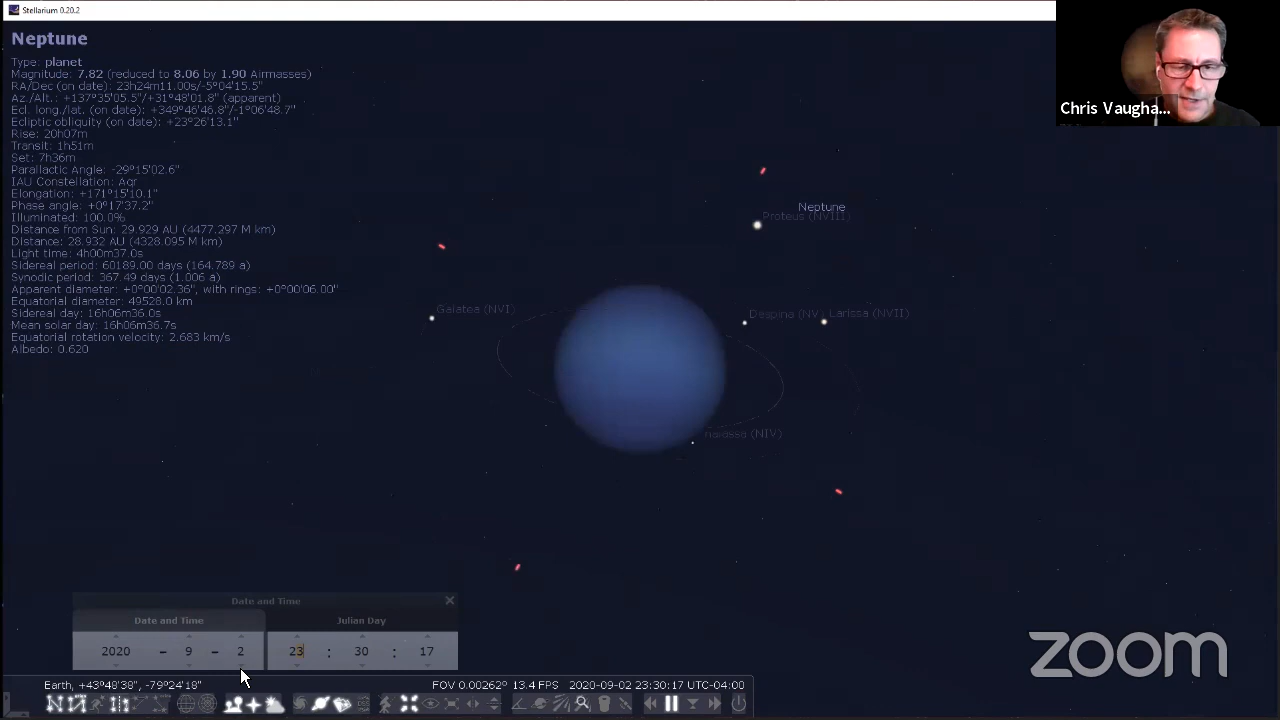 Stellarium 0.20.2
Neptune
Type: planet
Magnitude: 7.82 (reduced to 8.06 by 1.90 Airmasses)
RA/Dec (on date): 23h24m11.00s/-5°04'15.5"
Az./Alt.: +137°35'05.5"/+31°48'01.8" (apparent)
Ecl. long./lat. (on date): +349°46'46.8"/-1°06'48.7"
Ecliptic obliquity (on date): +23°26'13.1"
Rise: 20h07m
Transit: 1h51m
Set: 7h36m
Parallactic Angle: -29°15'02.6"
IAU Constellation: Aqr
Elongation: +171°15'10.1"
Phase angle: +0°17'37.2"
Illuminated: 100.0%
Distance from Sun: 29.929 AU (4477.297 M km)
Distance: 28.932 AU (4328.095 M km)
Light time: 4h00m37.0s
Sidereal period: 60189.00 days (164.789 a)
Synodic period: 367.49 days (1.006 a)
Apparent diameter: +0°00'02.36", with rings: +0°00'06.00"
Equatorial diameter: 49528.0 km
Sidereal day: 16h06m36.0s
Mean solar day: 16h06m36.7s
Equatorial rotation velocity: 2.683 km/s
Albedo: 0.620
Chris Vaugha...
Neptune
Proteus (NVIII)
Galatea (NVI)
Despina (NV)
Larissa (NVII)
(NIV)
Date and Time
Date and Time
Julian Day
2020 - 9 - 2
23 : 30 : 17
Earth, +43°48'38", -79°24'18"
FOV 0.00262° 13.4 FPS 2020-09-02 23:30:17 UTC-04:00
zoom